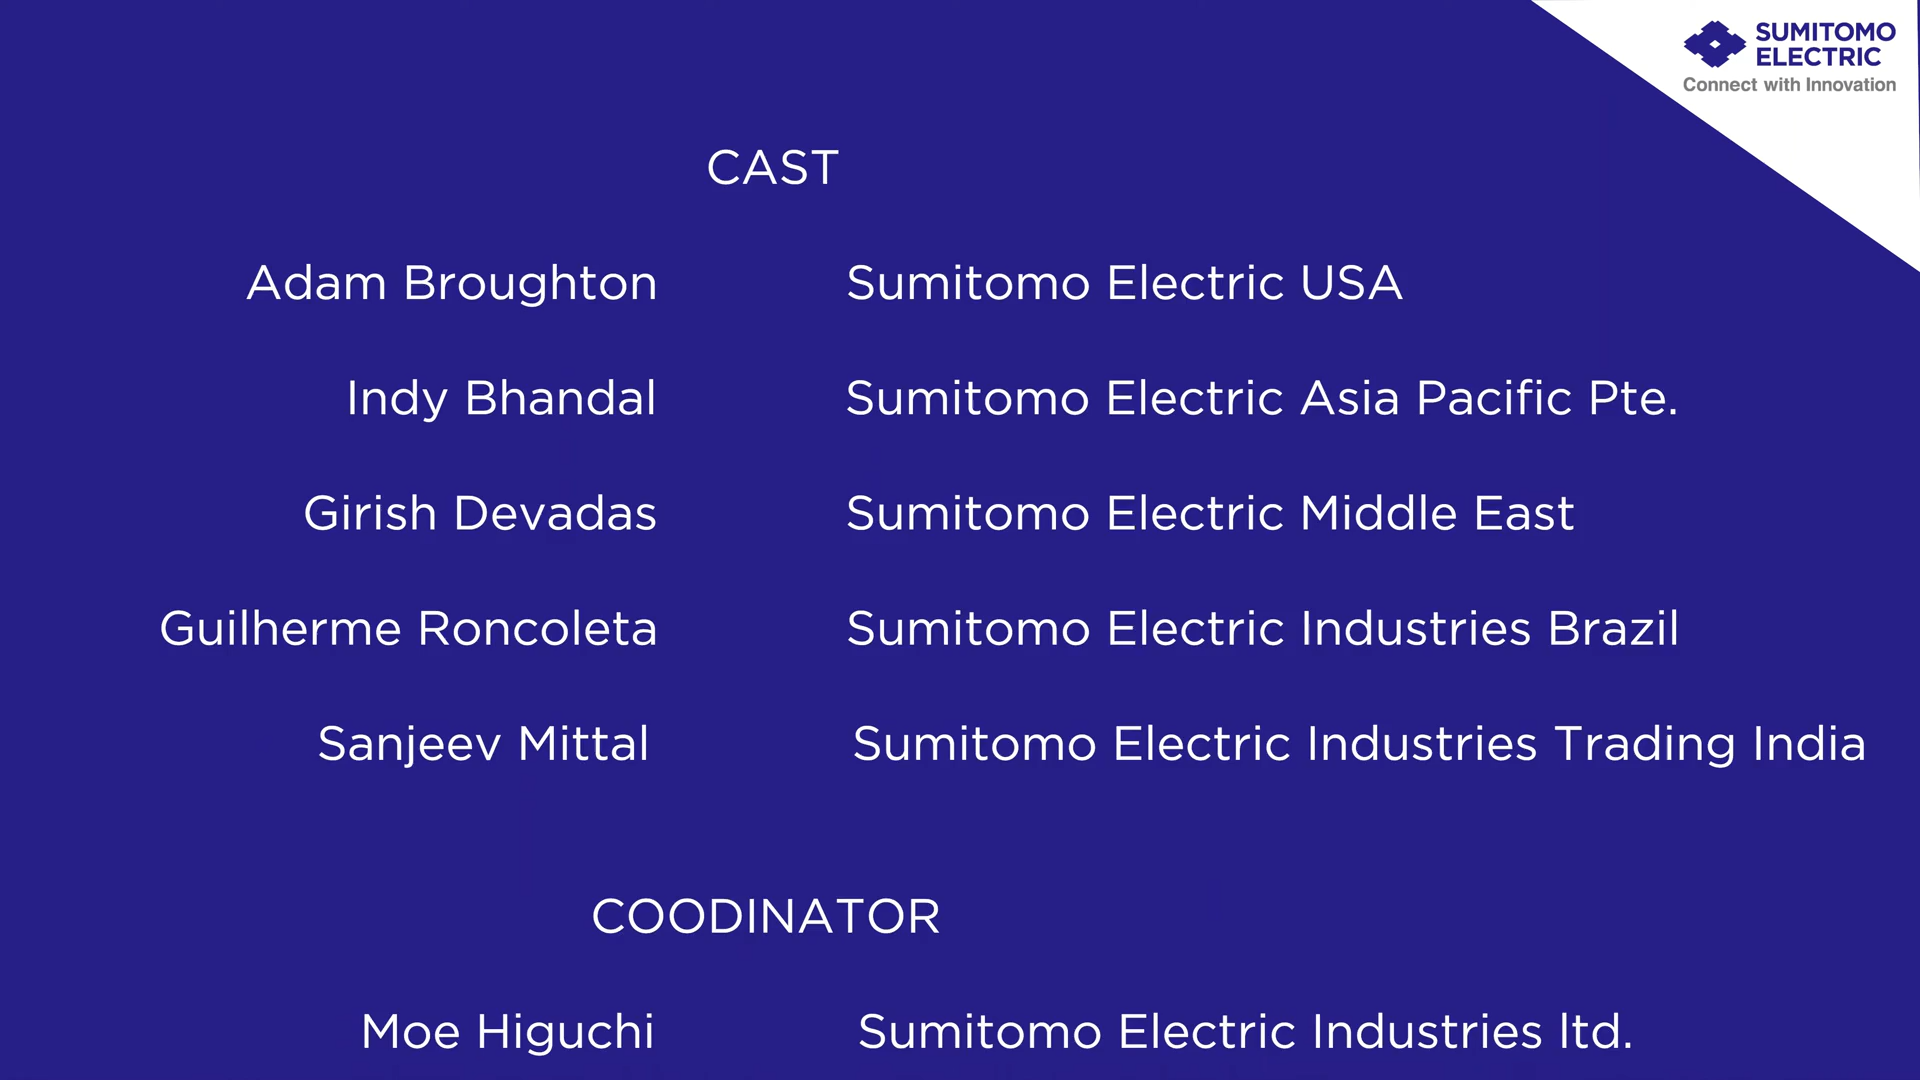 SUMITOMO
ELECTRIC
Connect with Innovation
CAST
Adam Broughton Sumitomo Electric USA
Indy Bhandal Sumitomo Electric Asia Pacific Pte.
Girish Devadas Sumitomo Electric Middle East
Guilherme Roncoleta Sumitomo Electric Industries Brazil
Sanjeev Mittal Sumitomo Electric Industries Trading India
COODINATOR
Moe Higuchi Sumitomo Electric Industries ltd.